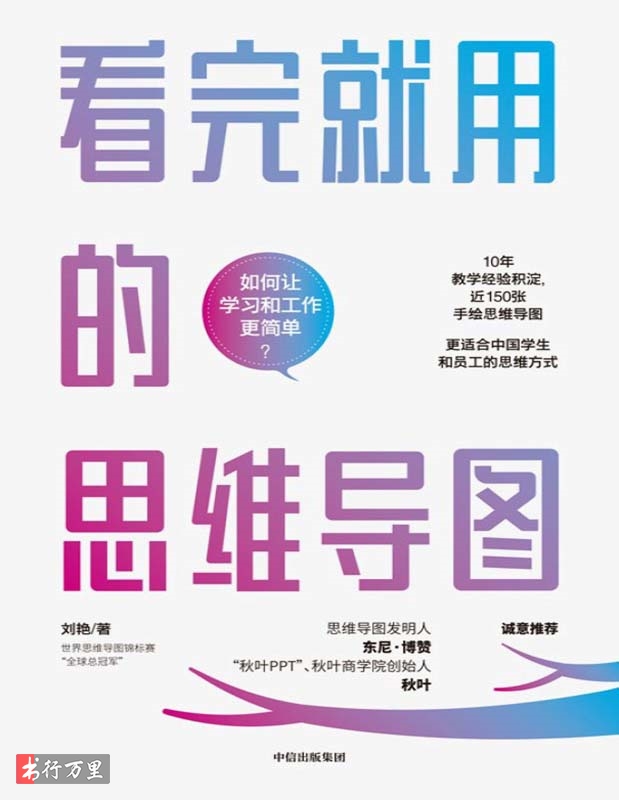 看完就用
的
如何让
学习和工作
更简单
?
10年
教学经验积淀,
近150张
手绘思维导图
更适合中国学生
和员工的思维方式
思维导图
刘艳/著
世界思维导图锦标赛
“全球总冠军”
思维导图发明人
东尼·博赞
“秋叶PPT”、秋叶商学院创始人
秋叶
诚意推荐
中信出版集团
书行万里